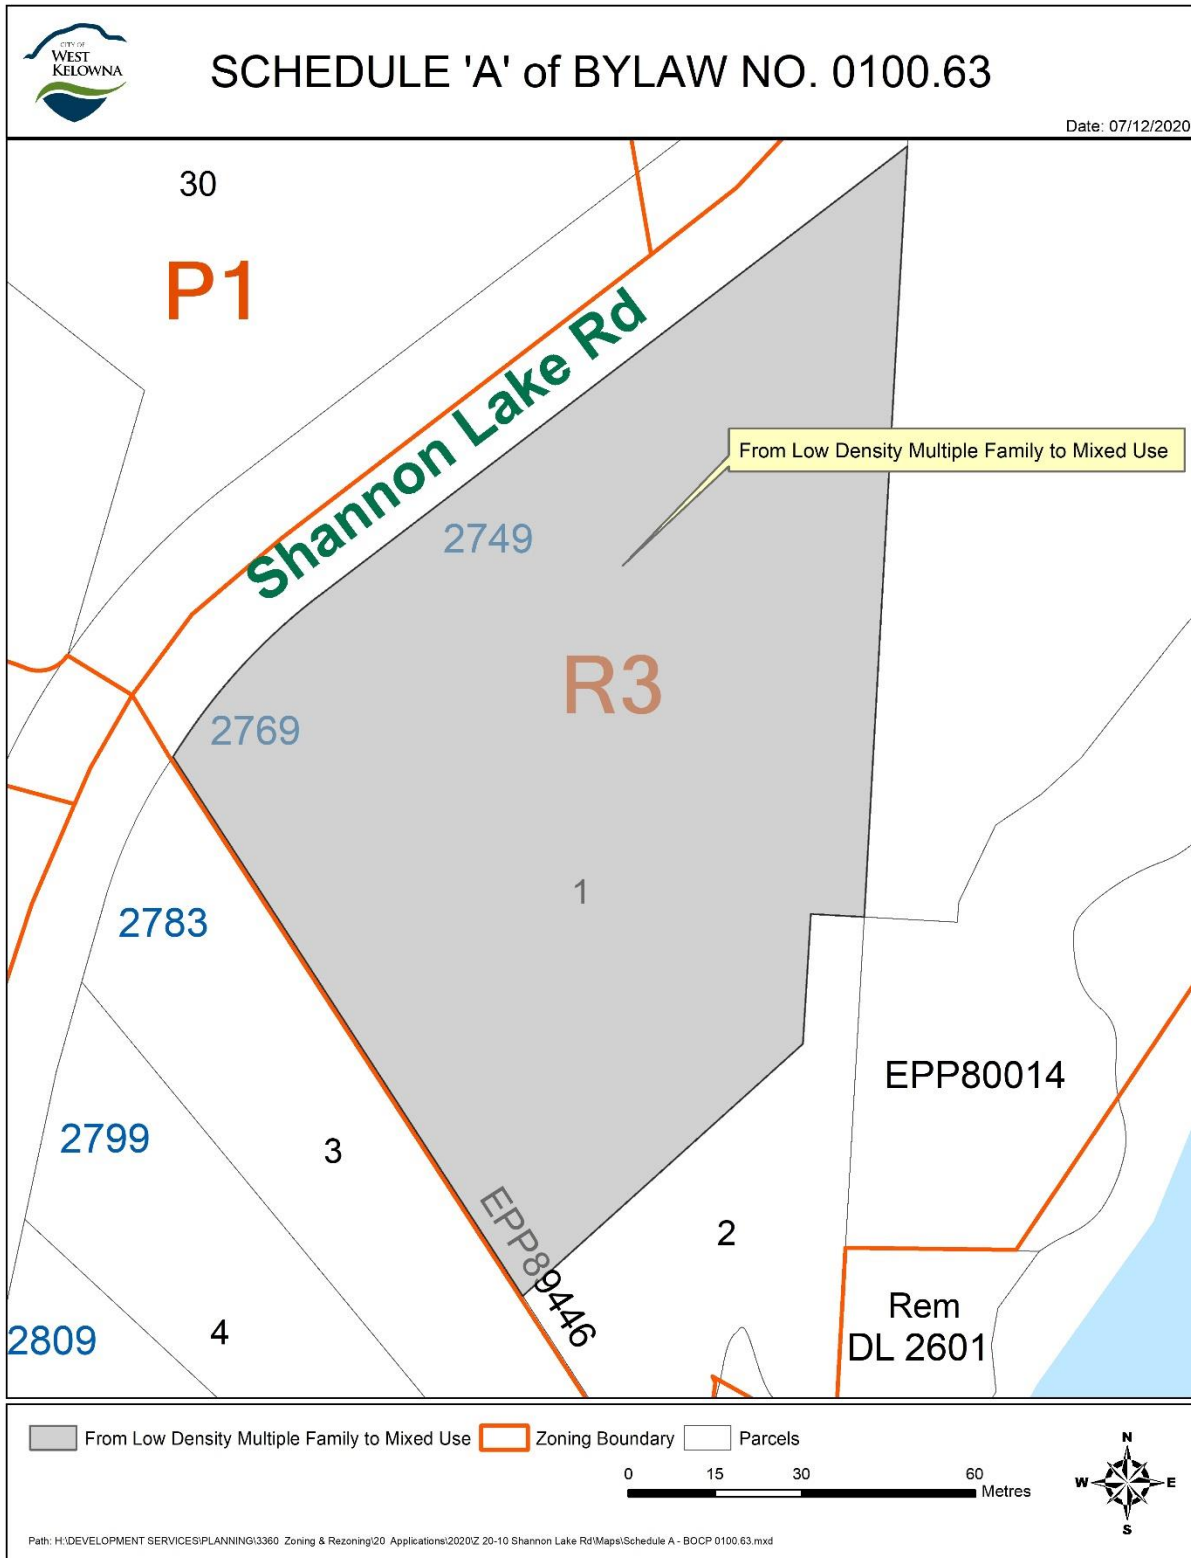 CITY OF
WEST
KELOWNA
SCHEDULE 'A' of BYLAW NO. 0100.63
Date: 07/12/2020
30
P1
Shannon Lake Rd
From Low Density Multiple Family to Mixed Use
2749
R3
2769
1
2783
EPP80014
2799
3
EPP89446
2
Rem
DL 2601
2809
4
From Low Density Multiple Family to Mixed Use
Zoning Boundary
Parcels
0 15 30 60
Metres
N
W
E
S
Path: H:\DEVELOPMENT SERVICES\PLANNING\3360 Zoning & Rezoning\20 Applications\2020\Z 20-10 Shannon Lake Rd\Maps\Schedule A - BOCP 0100.63.mxd